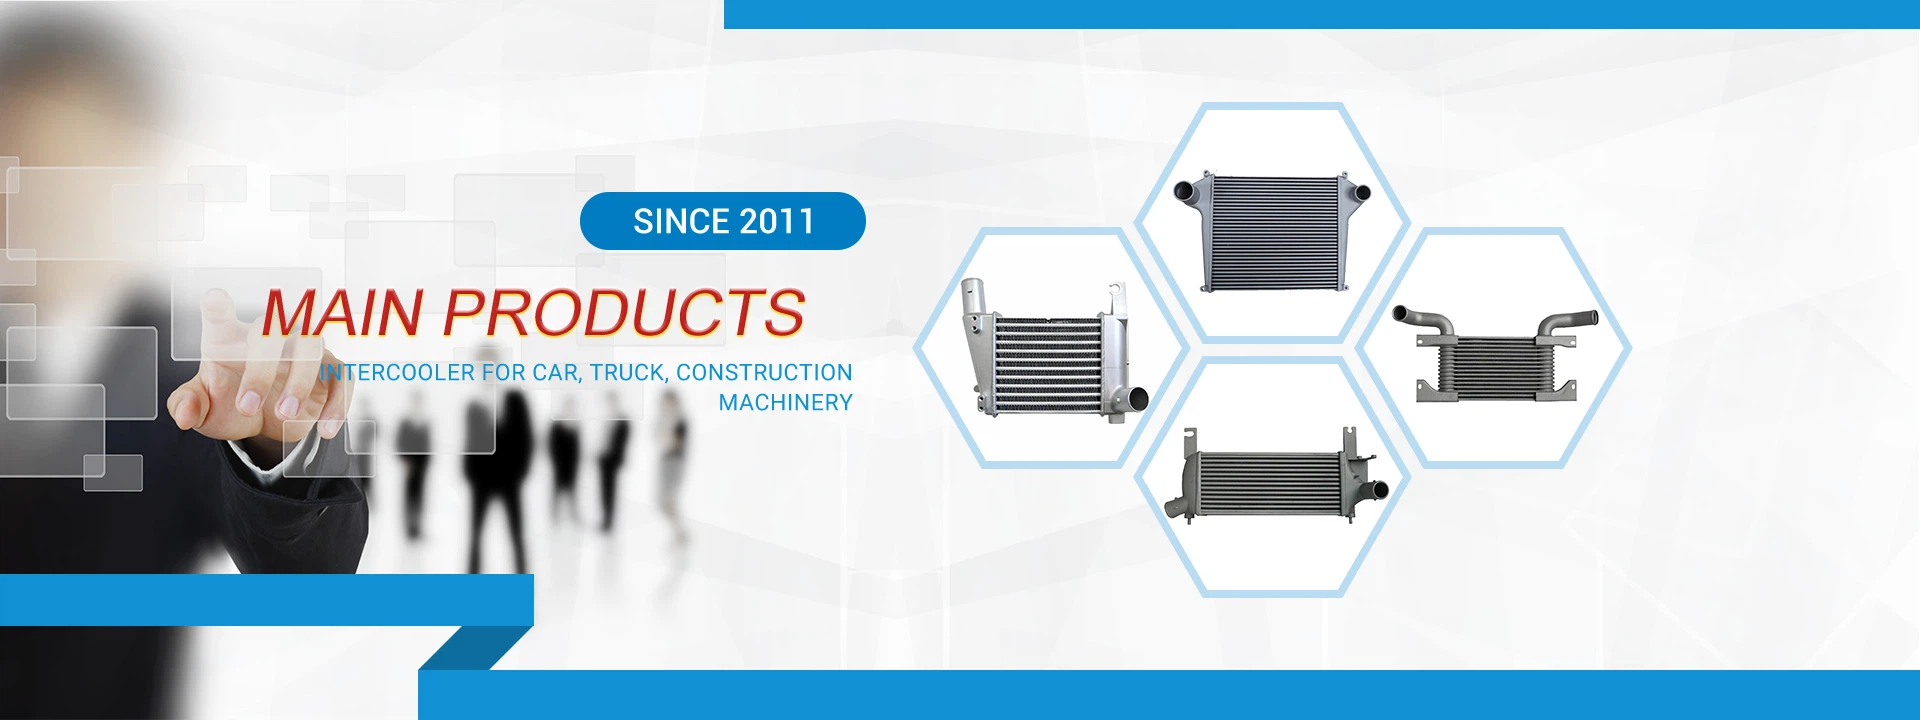 SINCE 2011
MAIN PRODUCTS
INTERCOOLER FOR CAR, TRUCK, CONSTRUCTION
MACHINERY